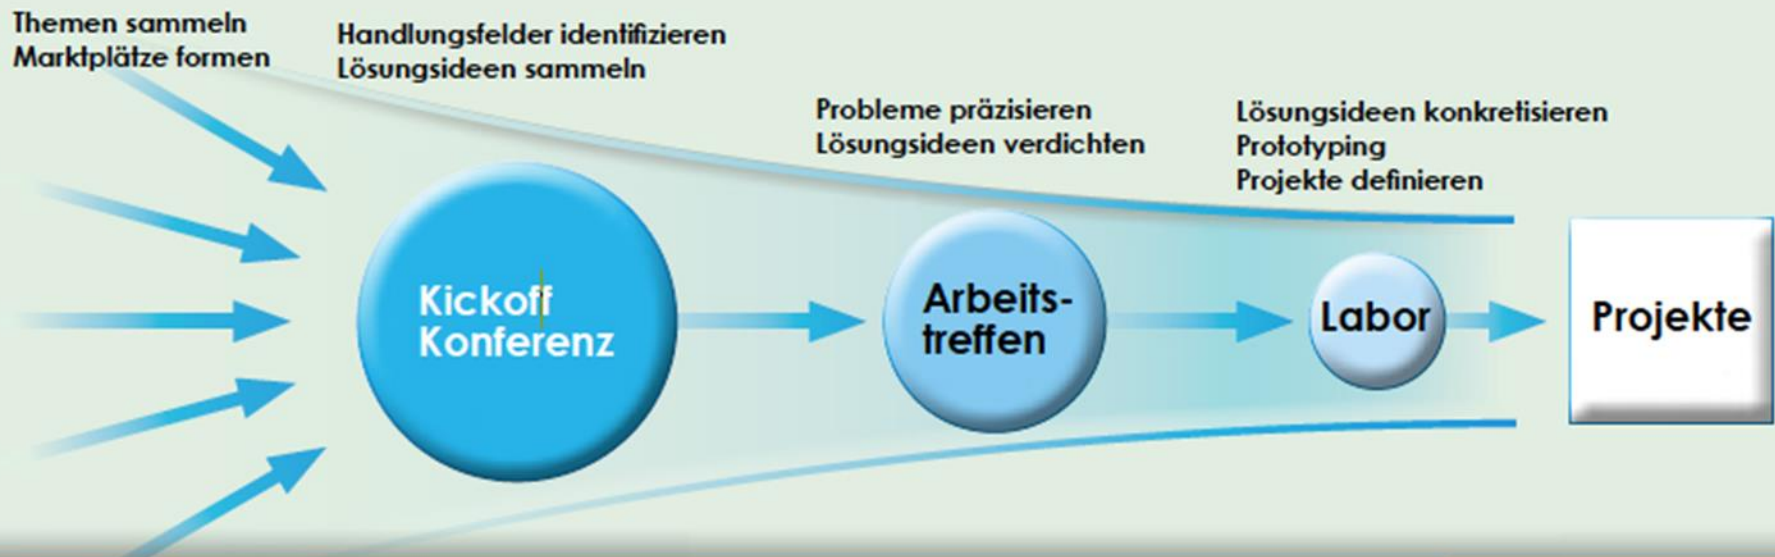 Themen sammeln
Marktplätze formen
Handlungsfelder identifizieren
Lösungsideen sammeln
Probleme präzisieren
Lösungsideen verdichten
Lösungsideen konkretisieren
Prototyping
Projekte definieren
Kickoff
Konferenz
Arbeits-
treffen
Labor
Projekte